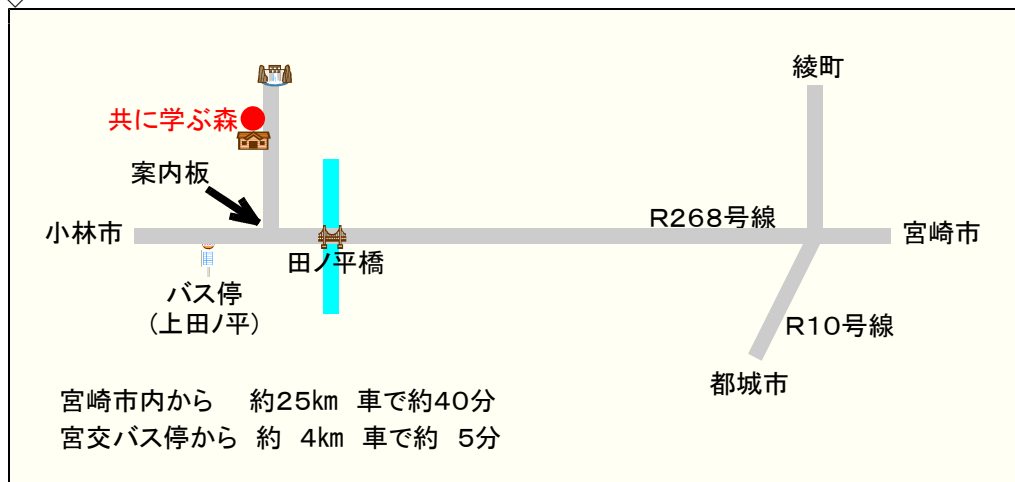 綾町
共に学ぶ森
案内板
R268号線
小林市
宮崎市
田ノ平橋
バス停
(上田ノ平)
R10号線
都城市
宮崎市内から 約25㎞ 車で約40分
宮交バス停から 約 4㎞ 車で約 5分